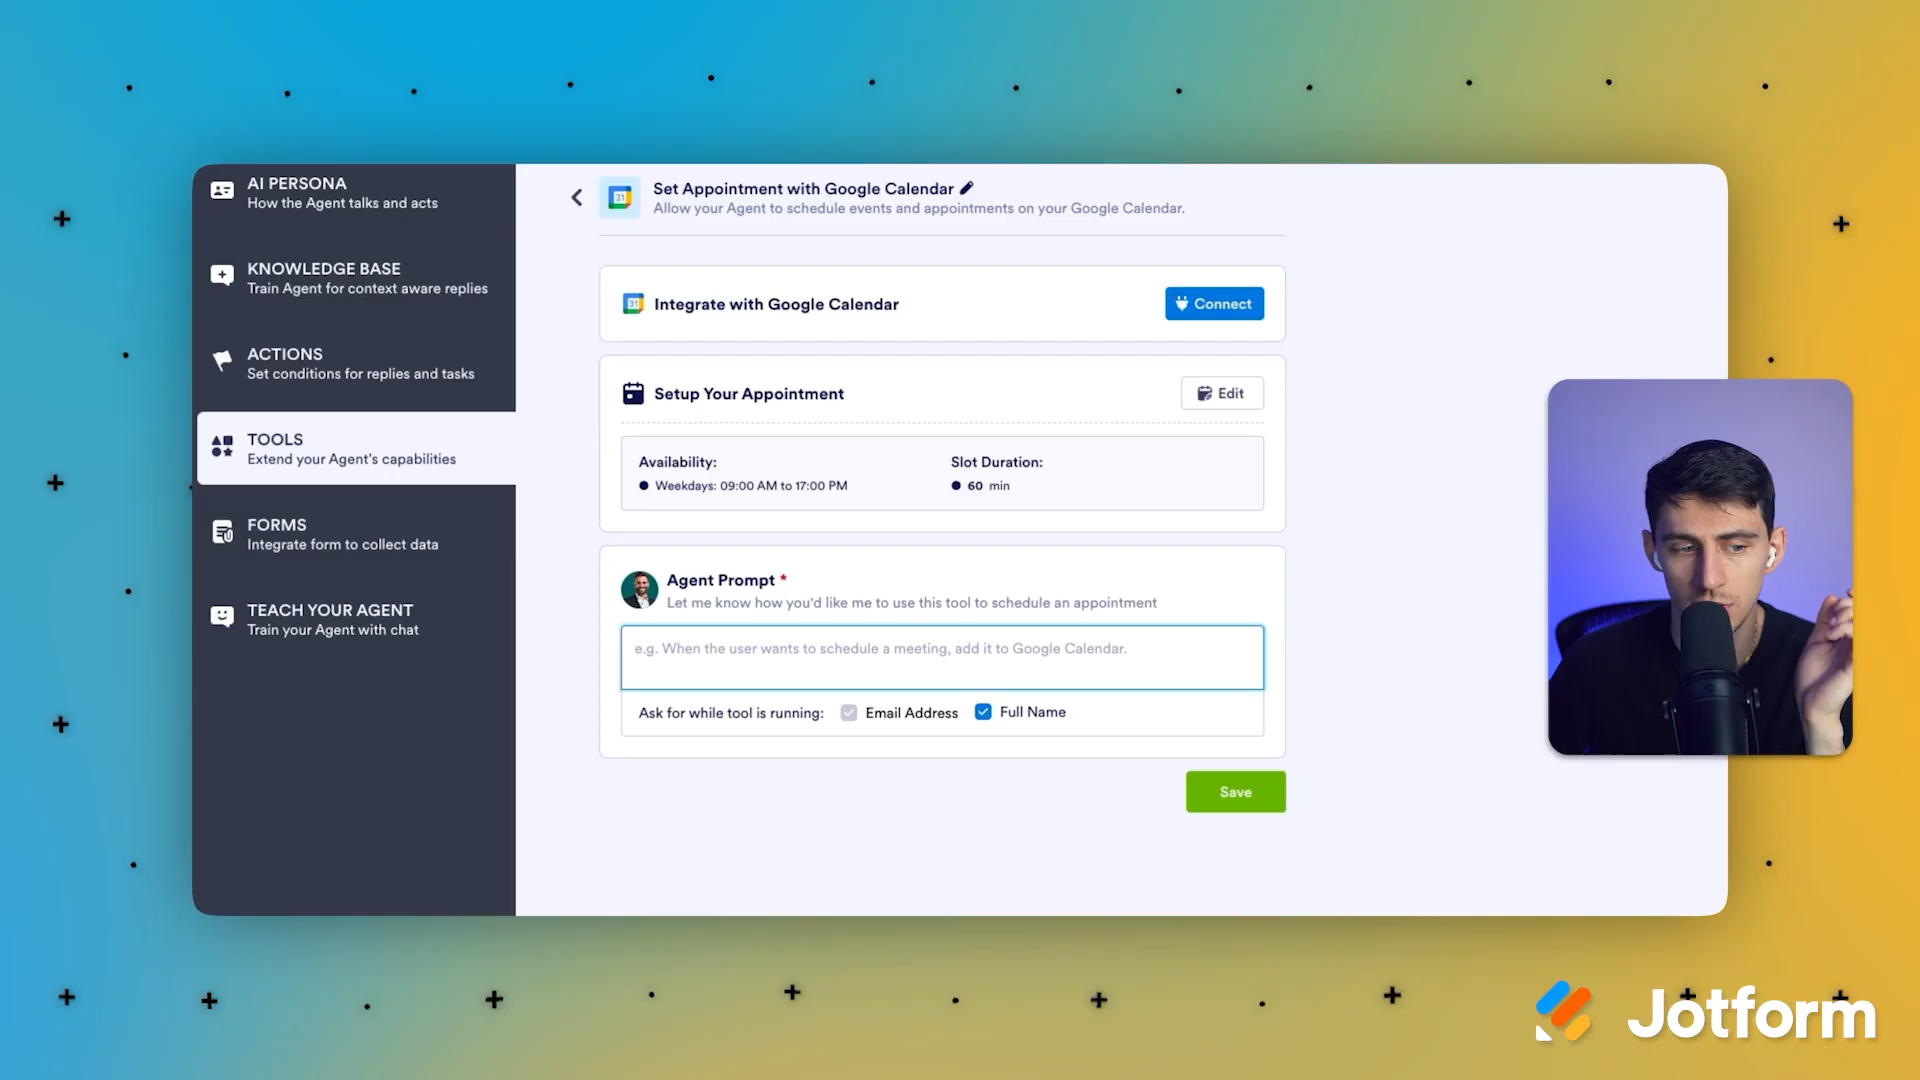 AI PERSONA
How the Agent talks and acts
KNOWLEDGE BASE
Train Agent for context aware replies
ACTIONS
Set conditions for replies and tasks
TOOLS
Extend your Agent's capabilities
FORMS
Integrate form to collect data
TEACH YOUR AGENT
Train your Agent with chat
Set Appointment with Google Calendar
Allow your Agent to schedule events and appointments on your Google Calendar.
31
31
Integrate with Google Calendar
Connect
Setup Your Appointment
Edit
Availability:
Weekdays: 09:00 AM to 17:00 PM
Slot Duration:
60 min
Agent Prompt *
Let me know how you'd like me to use this tool to schedule an appointment
e.g. When the user wants to schedule a meeting, add it to Google Calendar.
Ask for while tool is running: Email Address Full Name
Save
Jotform